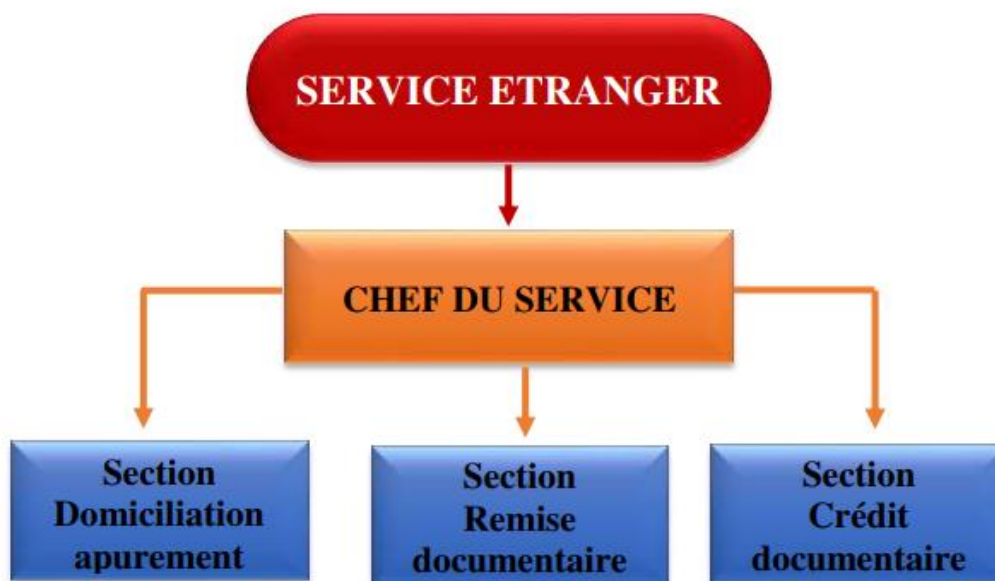 SERVICE ETRANGER
CHEF DU SERVICE
Section
Domiciliation
apurement
Section
Remise
documentaire
Section
Crédit
documentaire